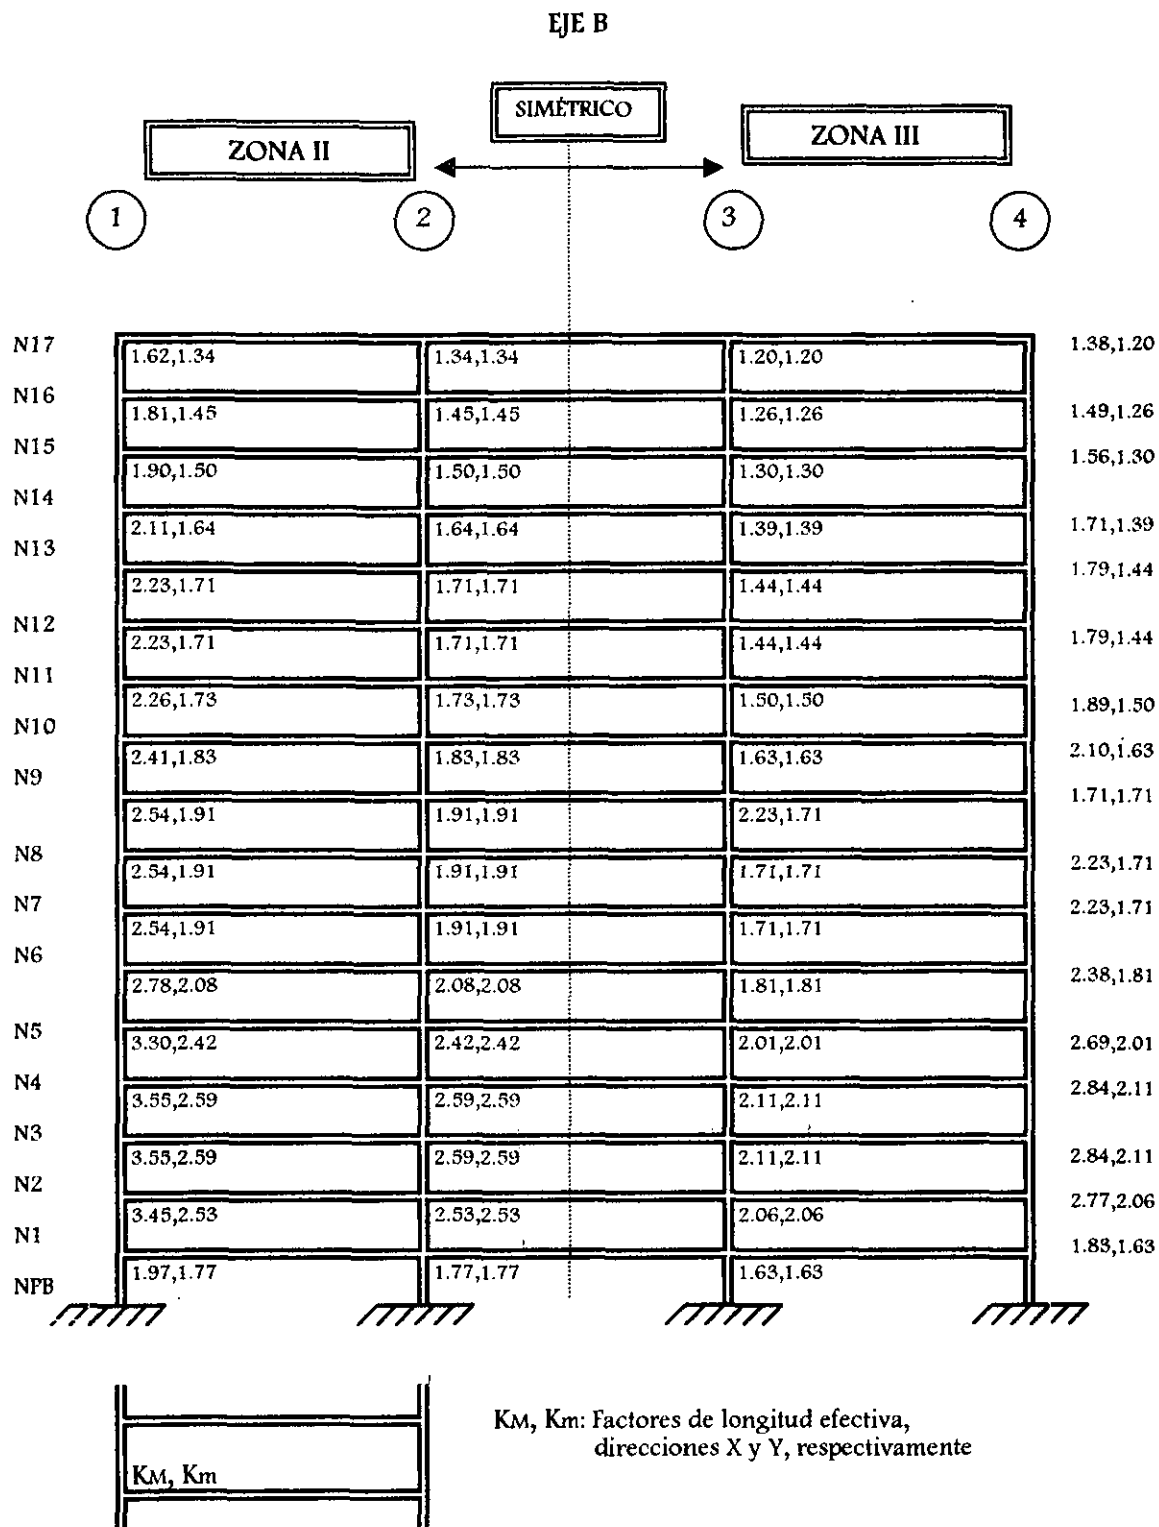 EJE B
SIMÉTRICO
ZONA II
ZONA III
1 2 3 4
N17 1.62,1.34 1.34,1.34 1.20,1.20 1.38,1.20
N16 1.81,1.45 1.45,1.45 1.26,1.26 1.49,1.26
N15 1.90,1.50 1.50,1.50 1.30,1.30 1.56,1.30
N14 2.11,1.64 1.64,1.64 1.39,1.39 1.71,1.39
N13 2.23,1.71 1.71,1.71 1.44,1.44 1.79,1.44
N12 2.23,1.71 1.71,1.71 1.44,1.44 1.79,1.44
N11 2.26,1.73 1.73,1.73 1.50,1.50 1.89,1.50
N10 2.41,1.83 1.83,1.83 1.63,1.63 2.10,1.63
N9 2.54,1.91 1.91,1.91 2.23,1.71 1.71,1.71
N8 2.54,1.91 1.91,1.91 1.71,1.71 2.23,1.71
N7 2.54,1.91 1.91,1.91 1.71,1.71 2.23,1.71
N6 2.78,2.08 2.08,2.08 1.81,1.81 2.38,1.81
N5 3.30,2.42 2.42,2.42 2.01,2.01 2.69,2.01
N4 3.55,2.59 2.59,2.59 2.11,2.11 2.84,2.11
N3 3.55,2.59 2.59,2.59 2.11,2.11 2.84,2.11
N2 3.45,2.53 2.53,2.53 2.06,2.06 2.77,2.06
N1 1.97,1.77 1.77,1.77 1.63,1.63 1.83,1.63
NPB
KM, Km: Factores de longitud efectiva,
direcciones X y Y, respectivamente
KM, Km